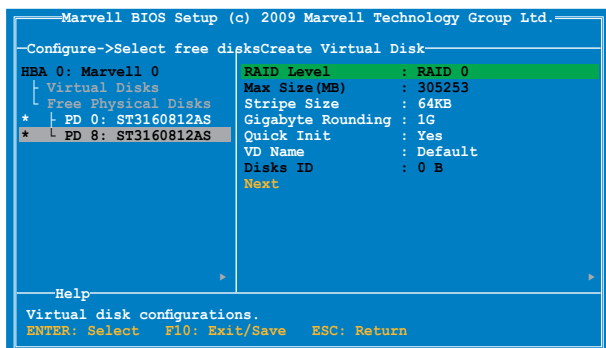 Marvell BIOS Setup (c) 2009 Marvell Technology Group Ltd.
Configure->Select free disksCreate Virtual Disk
HBA 0: Marvell 0
Virtual Disks
Free Physical Disks
* PD 0: ST3160812AS
* PD 8: ST3160812AS
RAID Level : RAID 0
Max Size(MB) : 305253
Stripe Size : 64KB
Gigabyte Rounding : 1G
Quick Init : Yes
VD Name : Default
Disks ID : 0 B
Next
Help
Virtual disk configurations.
ENTER: Select F10: Exit/Save ESC: Return